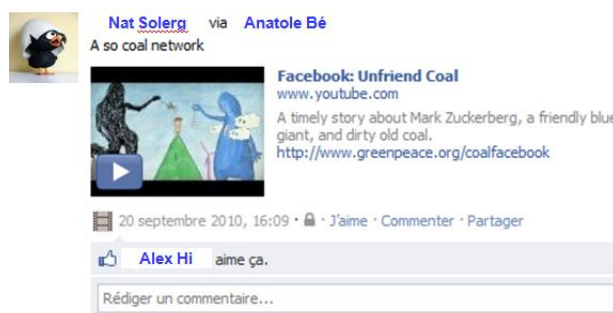 Nat Solerg via Anatole Bé
A so coal network
Facebook: Unfriend Coal
www.youtube.com
A timely story about Mark Zuckerberg, a friendly blue
giant, and dirty old coal.
http://www.greenpeace.org/coalfacebook
20 septembre 2010, 16:09 · J'aime · Commenter · Partager
Alex Hi aime ça.
Rédiger un commentaire...